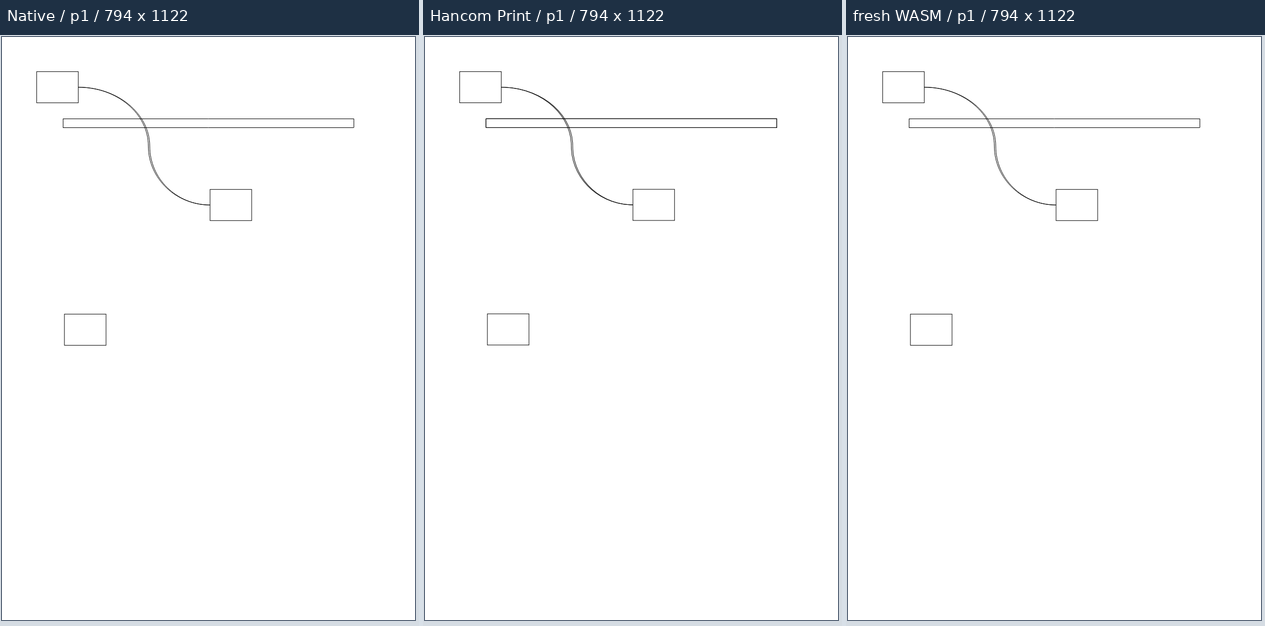 Native / p1 / 794 x 1122
Hancom Print / p1 / 794 x 1122
fresh WASM / p1 / 794 x 1122